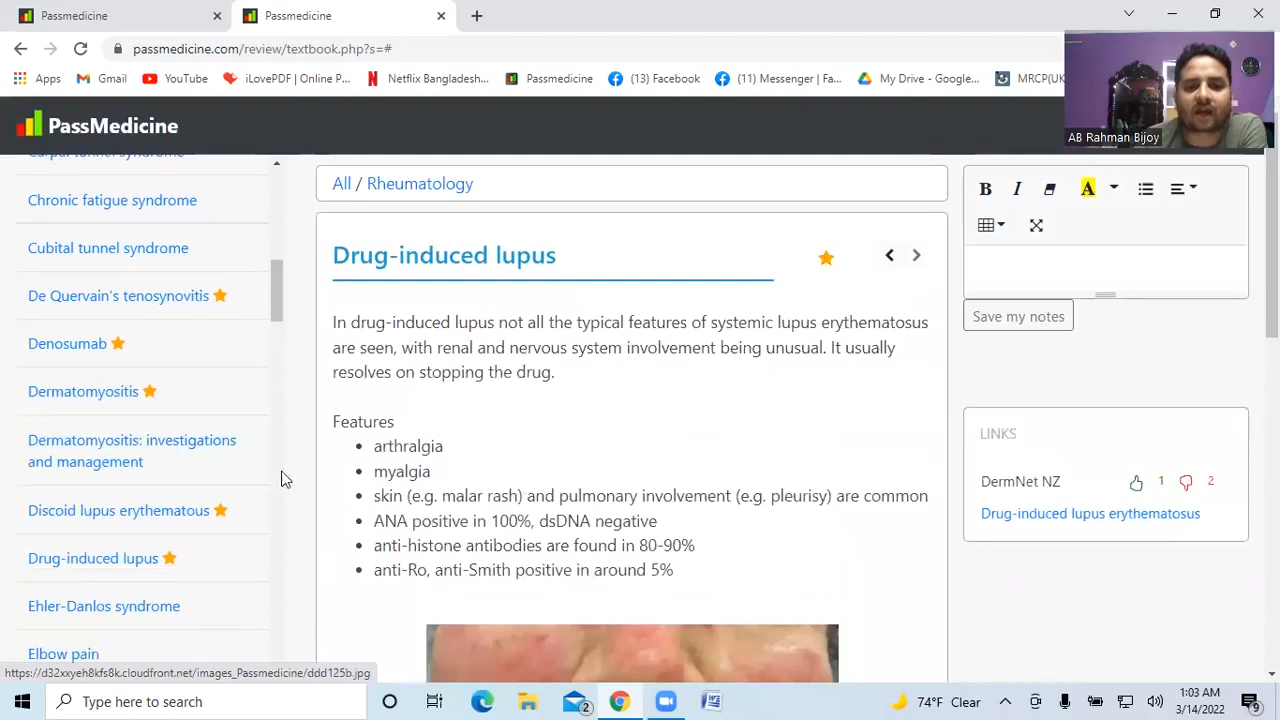 Passmedicine
Passmedicine
passmedicine.com/review/textbook.php?s=#
Apps
Gmail
YouTube
iLovePDF | Online P...
Netflix Bangladesh...
Passmedicine
(13) Facebook
(11) Messenger | Fa...
My Drive - Google...
MRCP(UK
AB Rahman Bijoy
PassMedicine
Carpal tunnel syndrome
Chronic fatigue syndrome
Cubital tunnel syndrome
De Quervain's tenosynovitis
Denosumab
Dermatomyositis
Dermatomyositis: investigations
and management
Discoid lupus erythematous
Drug-induced lupus
Ehler-Danlos syndrome
Elbow pain
https://d32xxyeh8kfs8k.cloudfront.net/images_Passmedicine/ddd125b.jpg
All / Rheumatology
Drug-induced lupus
In drug-induced lupus not all the typical features of systemic lupus erythematosus
are seen, with renal and nervous system involvement being unusual. It usually
resolves on stopping the drug.
Features
• arthralgia
• myalgia
• skin (e.g. malar rash) and pulmonary involvement (e.g. pleurisy) are common
• ANA positive in 100%, dsDNA negative
• anti-histone antibodies are found in 80-90%
• anti-Ro, anti-Smith positive in around 5%
B I A
Save my notes
LINKS
DermNet NZ 1 2
Drug-induced lupus erythematosus
Type here to search
2
74°F Clear
1:03 AM
3/14/2022
9